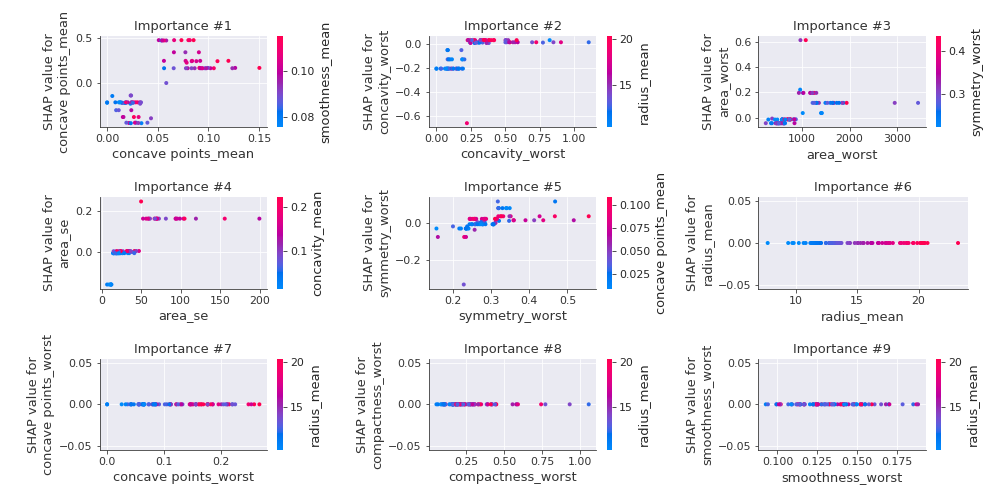 Importance #1
SHAP value for
concave points_mean
0.5
0.0
0.00
0.05
0.10
0.15
concave points_mean
0.10
0.08
smoothness_mean
Importance #2
SHAP value for
concavity_worst
0.0
−0.2
−0.4
−0.6
0.00
0.25
0.50
0.75
1.00
concavity_worst
20
15
radius_mean
Importance #3
SHAP value for
area_worst
0.6
0.4
0.2
0.0
1000
2000
3000
area_worst
0.4
0.3
symmetry_worst
Importance #4
SHAP value for
area_se
0.2
0.0
0
50
100
150
200
area_se
0.2
0.1
concavity_mean
Importance #5
SHAP value for
symmetry_worst
0.0
−0.2
0.2
0.3
0.4
0.5
symmetry_worst
0.100
0.075
0.050
0.025
concave points_mean
Importance #6
SHAP value for
radius_mean
0.05
0.00
−0.05
10
15
20
radius_mean
Importance #7
SHAP value for
concave points_worst
0.05
0.00
−0.05
0.0
0.1
0.2
concave points_worst
20
15
radius_mean
Importance #8
SHAP value for
compactness_worst
0.05
0.00
−0.05
0.25
0.50
0.75
1.00
compactness_worst
20
15
radius_mean
Importance #9
SHAP value for
smoothness_worst
0.05
0.00
−0.05
0.100
0.125
0.150
0.175
smoothness_worst
20
15
radius_mean